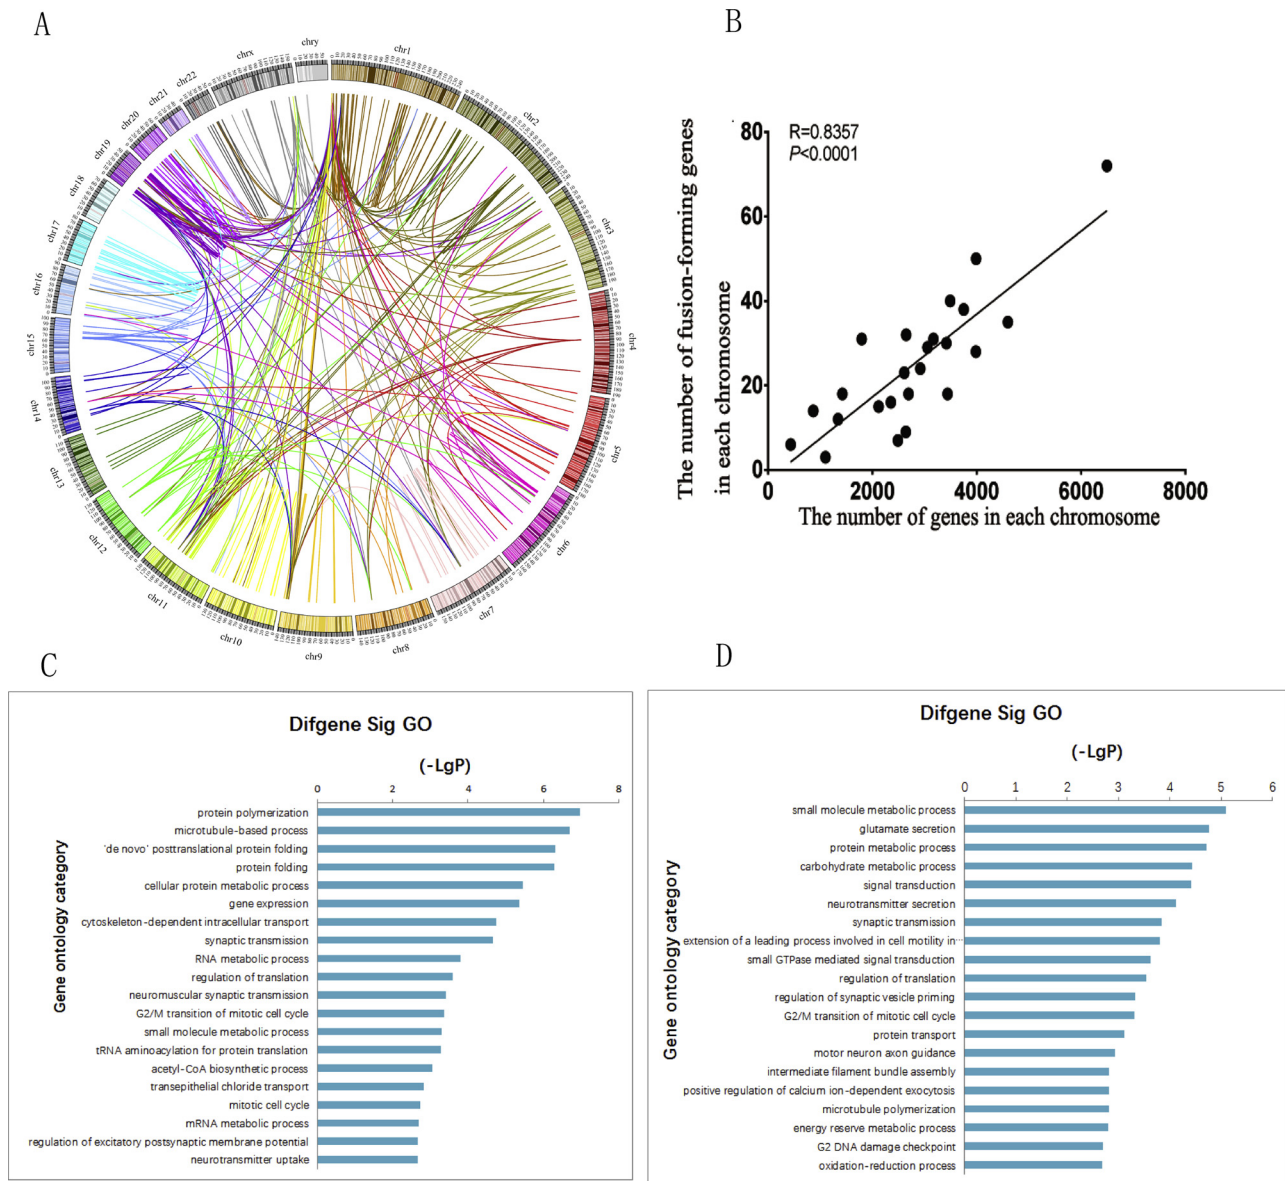 A
B
chr1
chr2
chr3
chr4
chr5
chr6
chr7
chr8
chr9
chr10
chr11
chr12
chr13
chr14
chr15
chr16
chr17
chr18
chr19
chr20
chr21
chr22
chrx
chry
R=0.8357
P<0.0001
The number of fusion-forming genes
in each chromosome
80
60
40
20
0
0 2000 4000 6000 8000
The number of genes in each chromosome
C
Difgene Sig GO
(-LgP)
0 2 4 6 8
Gene ontology category
protein polymerization
microtubule-based process
'de novo' posttranslational protein folding
protein folding
cellular protein metabolic process
gene expression
cytoskeleton-dependent intracellular transport
synaptic transmission
RNA metabolic process
regulation of translation
neuromuscular synaptic transmission
G2/M transition of mitotic cell cycle
small molecule metabolic process
tRNA aminoacylation for protein translation
acetyl-CoA biosynthetic process
transepithelial chloride transport
mitotic cell cycle
mRNA metabolic process
regulation of excitatory postsynaptic membrane potential
neurotransmitter uptake
D
Difgene Sig GO
(-LgP)
0 1 2 3 4 5 6
Gene ontology category
small molecule metabolic process
glutamate secretion
protein metabolic process
carbohydrate metabolic process
signal transduction
neurotransmitter secretion
synaptic transmission
extension of a leading process involved in cell motility in…
small GTPase mediated signal transduction
regulation of translation
regulation of synaptic vesicle priming
G2/M transition of mitotic cell cycle
protein transport
motor neuron axon guidance
intermediate filament bundle assembly
positive regulation of calcium ion-dependent exocytosis
microtubule polymerization
energy reserve metabolic process
G2 DNA damage checkpoint
oxidation-reduction process